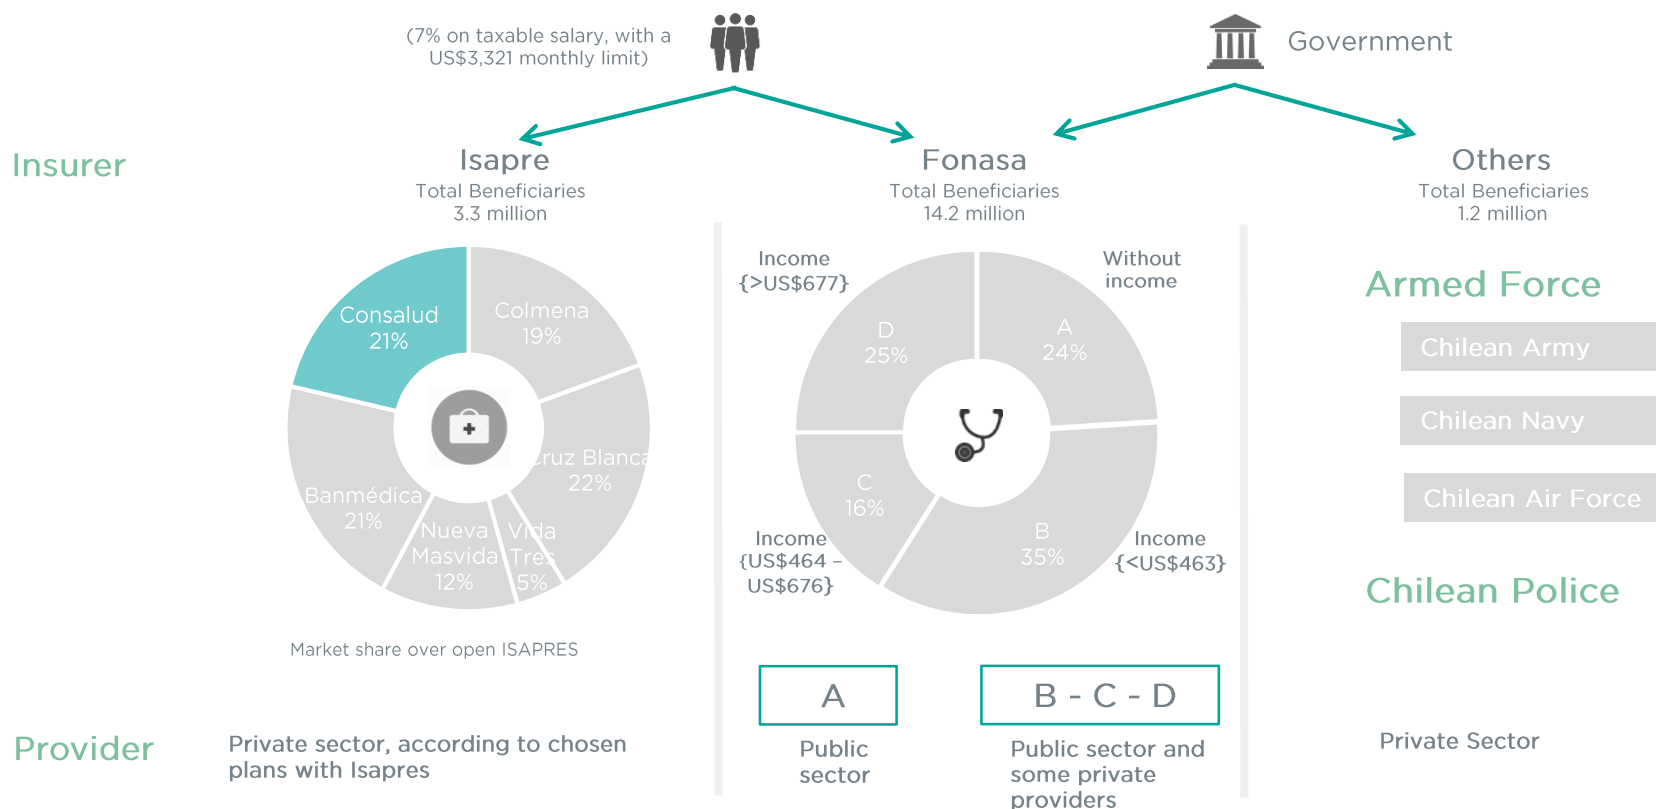 (7% on taxable salary, with a
US$3,321 monthly limit)
Government
Insurer
Isapre
Total Beneficiaries
3.3 million
Fonasa
Total Beneficiaries
14.2 million
Others
Total Beneficiaries
1.2 million
Consalud
21%
Colmena
19%
Cruz Blanca
22%
Banmédica
21%
Nueva
Masvida
12%
Vida
Tres
5%
Market share over open ISAPRES
Income
{>US$677}
Without
income
D
25%
A
24%
C
16%
B
35%
Income
{US$464 –
US$676}
Income
{<US$463}
Armed Force
Chilean Army
Chilean Navy
Chilean Air Force
Chilean Police
A
B - C - D
Provider
Private sector, according to chosen
plans with Isapres
Public
sector
Public sector and
some private
providers
Private Sector